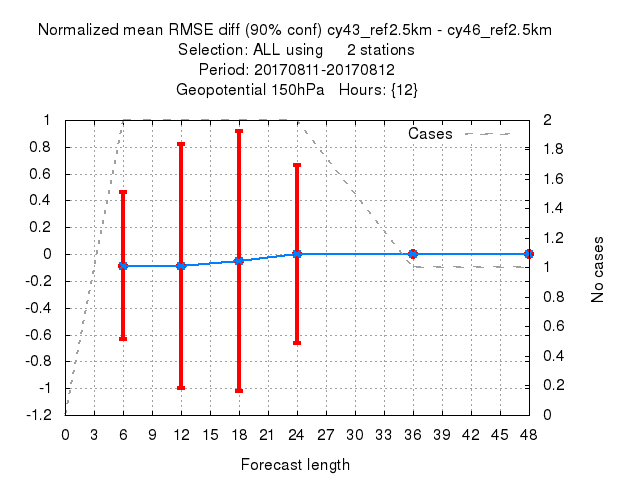 Normalized mean RMSE diff (90% conf) cy43_ref2.5km - cy46_ref2.5km
Selection: ALL using 2 stations
Period: 20170811-20170812
Geopotential 150hPa Hours: {12}
Cases
1
0.8
0.6
0.4
0.2
0
-0.2
-0.4
-0.6
-0.8
-1
-1.2
2
1.8
1.6
1.4
1.2
1
0.8
0.6
0.4
0.2
0
No cases
0 3 6 9 12 15 18 21 24 27 30 33 36 39 42 45 48
Forecast length